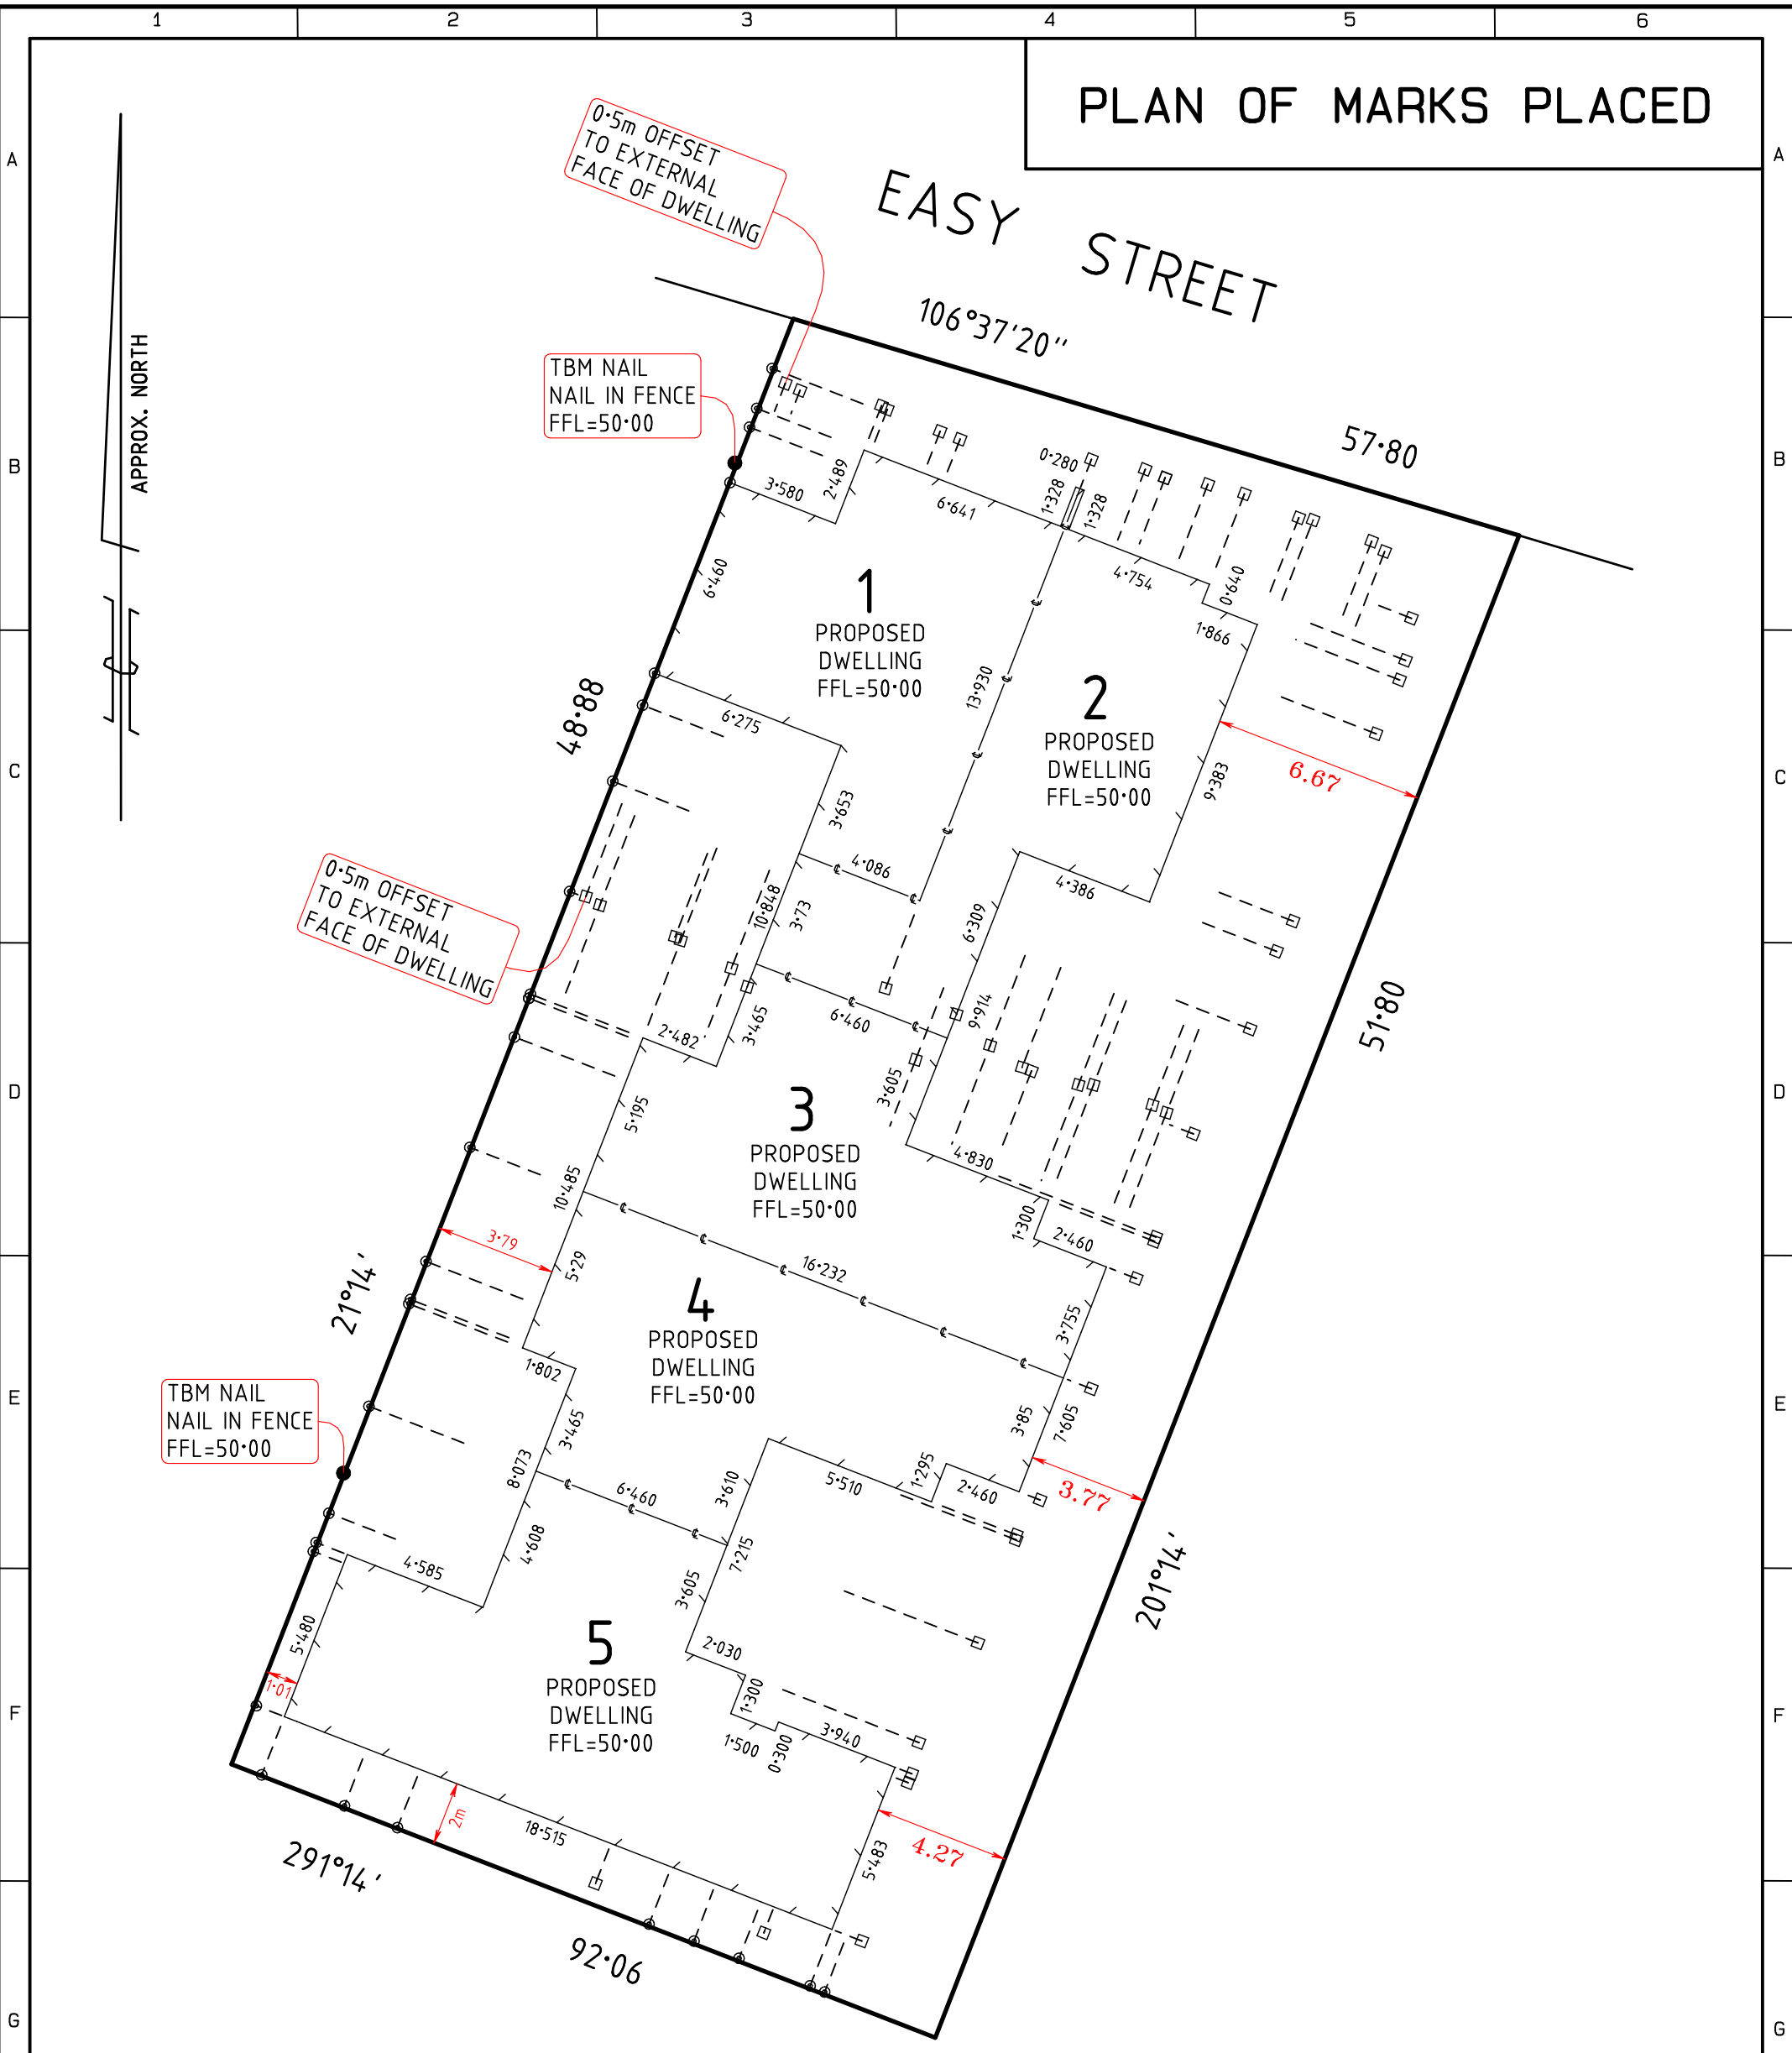 1 2 3 4 5 6
A A
B B
C C
D D
E E
F F
G G
PLAN OF MARKS PLACED
APPROX. NORTH
EASY STREET
0·5m OFFSET
TO EXTERNAL
FACE OF DWELLING
106°37'20"
57·80
TBM NAIL
NAIL IN FENCE
FFL=50·00
3·580
2·489
6·641
0·280
1·328
1·328
4·754
0·640
1·866
6·460
1
PROPOSED
DWELLING
FFL=50·00
13·930
2
PROPOSED
DWELLING
FFL=50·00
48·88
6·275
3·653
6.67
9·383
4·086
10·848
3·73
4·386
6·309
0·5m OFFSET
TO EXTERNAL
FACE OF DWELLING
3·465
2·482
6·460
9·914
51·80
3·605
5·195
3
PROPOSED
DWELLING
FFL=50·00
4·830
10·485
1·300
2·460
3·79
5·29
16·232
21°14'
4
PROPOSED
DWELLING
FFL=50·00
3·755
1·802
3·465
TBM NAIL
NAIL IN FENCE
FFL=50·00
3·85
7·605
8·073
6·460
3·610
5·510
1·295
2·460
3.77
4·608
4·585
7·215
3·605
201°14'
5·480
5
PROPOSED
DWELLING
FFL=50·00
2·030
1·300
1·01
1·500
0·300
3·940
2m
18·515
4.27
5·483
291°14'
92·06